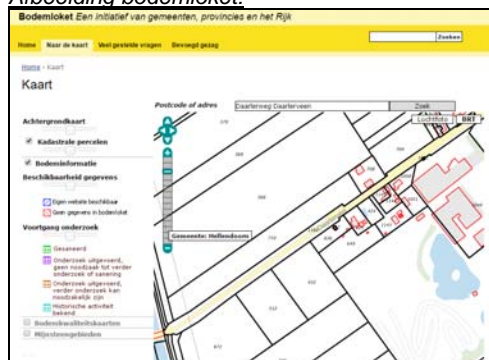 Afbeelding bodemloket:
Bodemloket Een initiatief van gemeenten, provincies en het Rijk
Zoeken
Home Naar de kaart Veel gestelde vragen Bevoegd gezag
Home › Kaart
Kaart
Postcode of adres Daarterweg Daarterveen Zoek
Luchtfoto BRT
Achtergrondkaart
Kadastrale percelen
Bodeminformatie
Beschikbaarheid gegevens
Eigen website beschikbaar
Geen gegevens in bodemloket
Voortgang onderzoek
Gesaneerd
Onderzoek uitgevoerd,
geen noodzaak tot verder
onderzoek of sanering
Onderzoek uitgevoerd,
verder onderzoek kan
noodzakelijk zijn
Historische activiteit
bekend
Bodemkwaliteitskaarten
Mijnsteengebieden
Gemeente: Hellendoorn